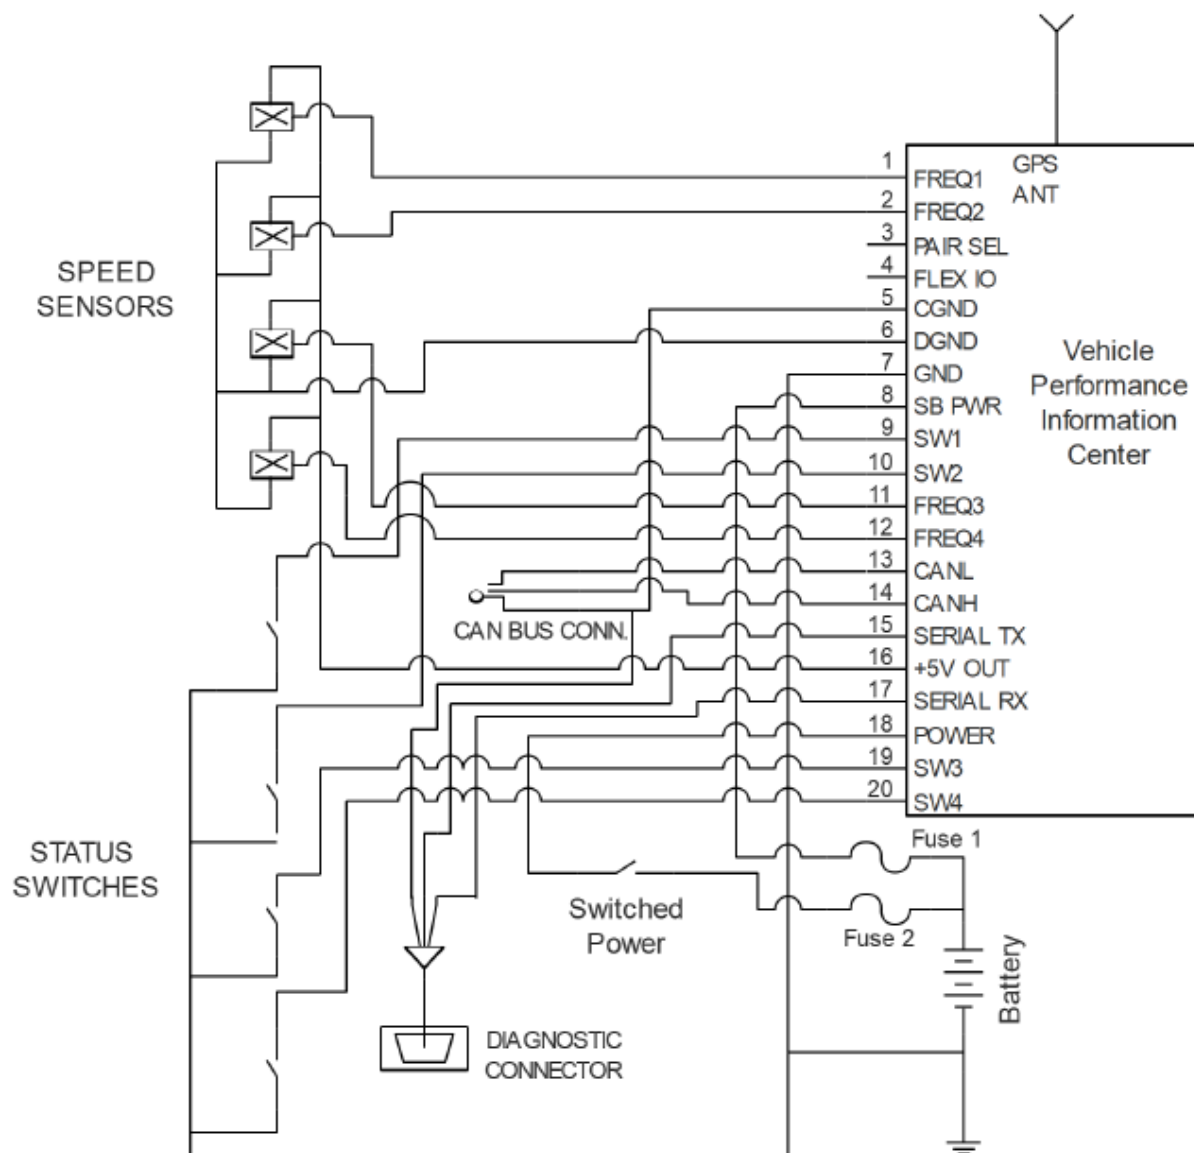 GPS
ANT
1
FREQ1
2
FREQ2
3
PAIR SEL
4
FLEX IO
5
CGND
6
DGND
7
GND
8
SB PWR
9
SW1
10
SW2
11
FREQ3
12
FREQ4
13
CANL
14
CANH
15
SERIAL TX
16
+5V OUT
17
SERIAL RX
18
POWER
19
SW3
20
SW4
Vehicle
Performance
Information
Center
SPEED
SENSORS
CAN BUS CONN.
STATUS
SWITCHES
Switched
Power
Fuse 1
Fuse 2
Battery
DIAGNOSTIC
CONNECTOR